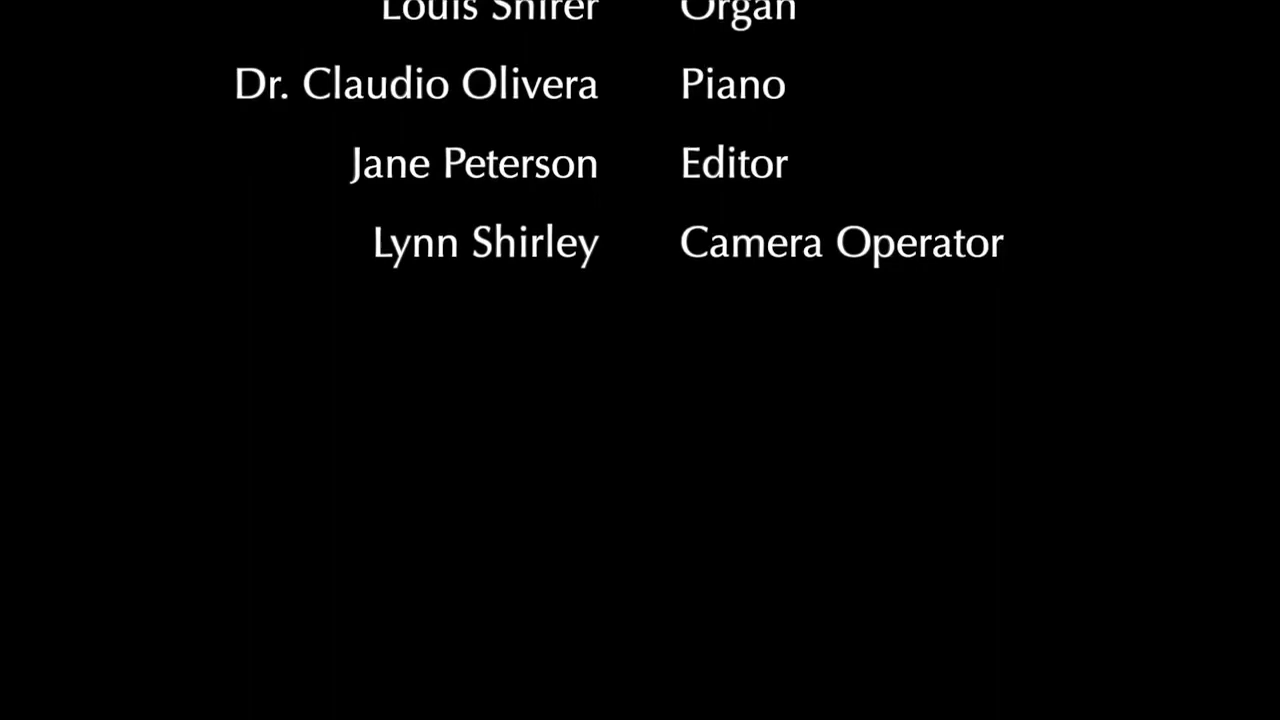 Louis Shirer Organ
Dr. Claudio Olivera Piano
Jane Peterson Editor
Lynn Shirley Camera Operator